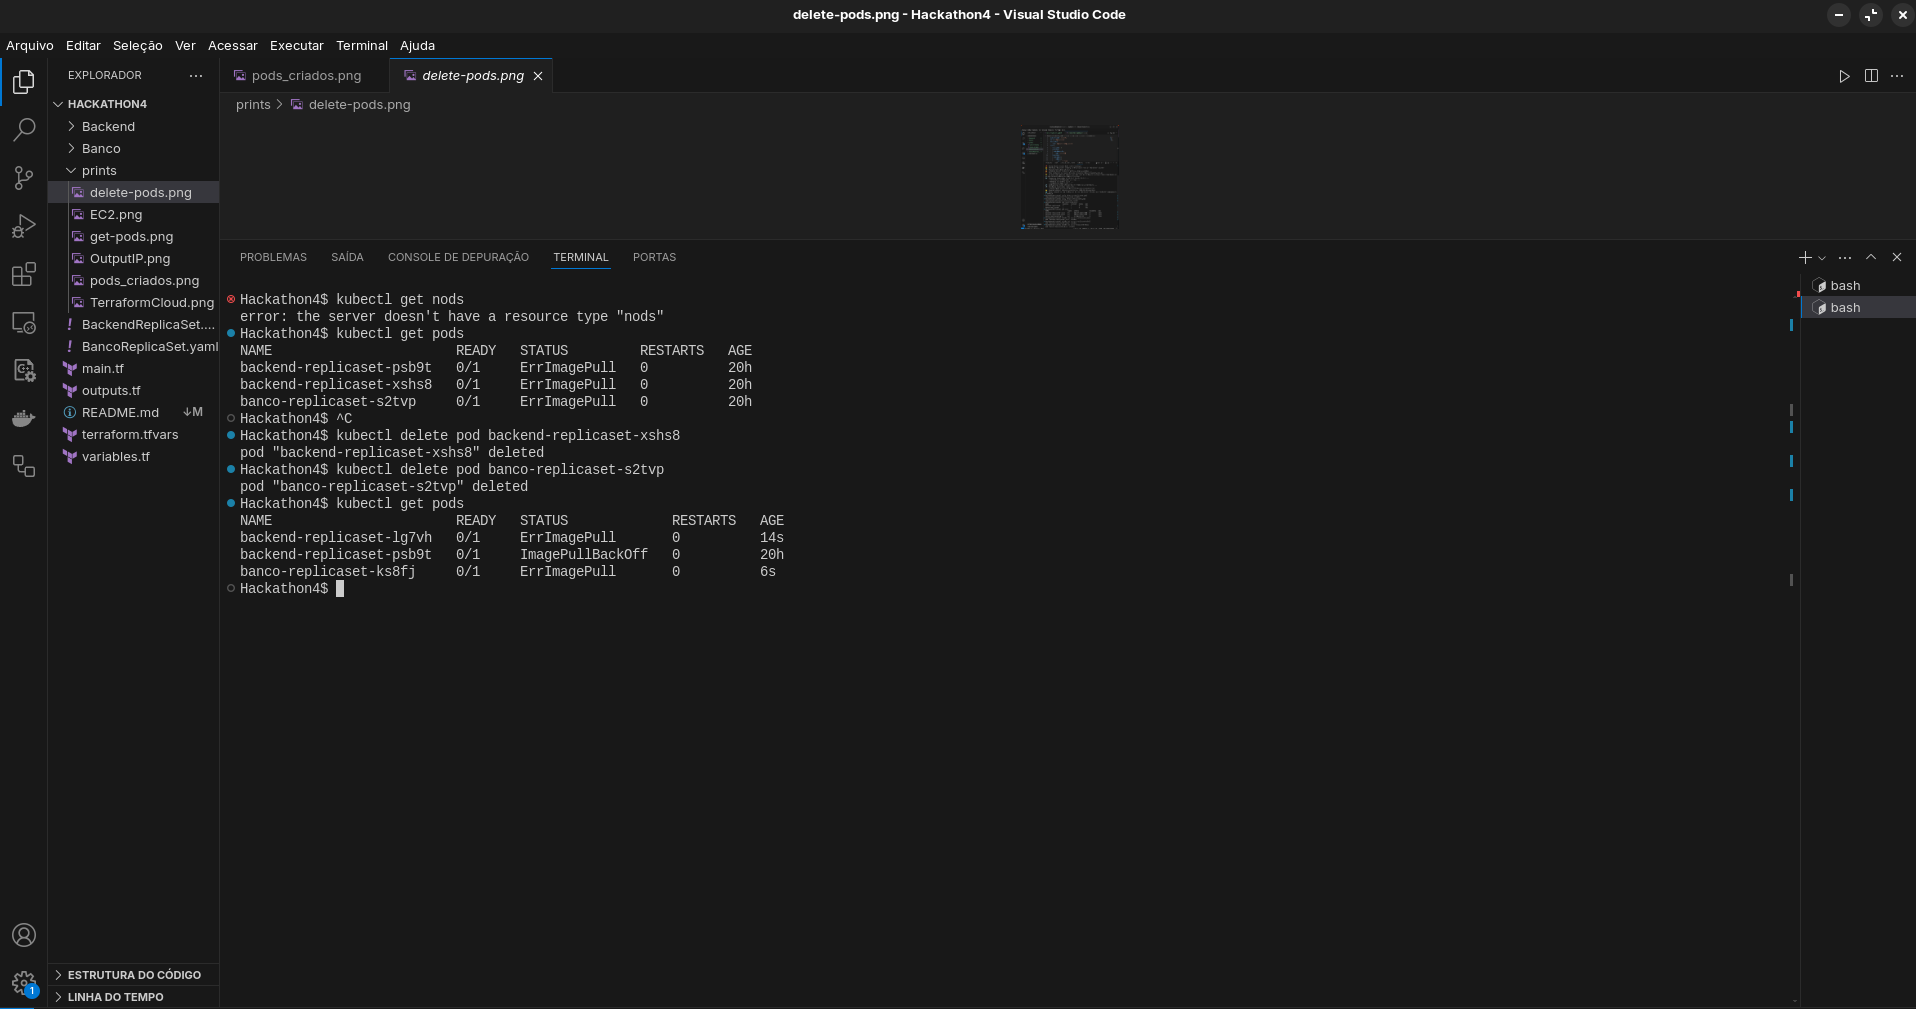 delete-pods.png - Hackathon4 - Visual Studio Code
Arquivo Editar Seleção Ver Acessar Executar Terminal Ajuda
EXPLORADOR
HACKATHON4
Backend
Banco
prints
delete-pods.png
EC2.png
get-pods.png
OutputIP.png
pods_criados.png
TerraformCloud.png
BackendReplicaSet....
BancoReplicaSet.yaml
main.tf
outputs.tf
README.md ↓M
terraform.tfvars
variables.tf
ESTRUTURA DO CÓDIGO
LINHA DO TEMPO
1
pods_criados.png delete-pods.png
prints > delete-pods.png
PROBLEMAS SAÍDA CONSOLE DE DEPURAÇÃO TERMINAL PORTAS
Hackathon4$ kubectl get nods
error: the server doesn't have a resource type "nods"
Hackathon4$ kubectl get pods
NAME READY STATUS RESTARTS AGE
backend-replicaset-psb9t 0/1 ErrImagePull 0 20h
backend-replicaset-xshs8 0/1 ErrImagePull 0 20h
banco-replicaset-s2tvp 0/1 ErrImagePull 0 20h
Hackathon4$ ^C
Hackathon4$ kubectl delete pod backend-replicaset-xshs8
pod "backend-replicaset-xshs8" deleted
Hackathon4$ kubectl delete pod banco-replicaset-s2tvp
pod "banco-replicaset-s2tvp" deleted
Hackathon4$ kubectl get pods
NAME READY STATUS RESTARTS AGE
backend-replicaset-lg7vh 0/1 ErrImagePull 0 14s
backend-replicaset-psb9t 0/1 ImagePullBackOff 0 20h
banco-replicaset-ks8fj 0/1 ErrImagePull 0 6s
Hackathon4$
bash
bash